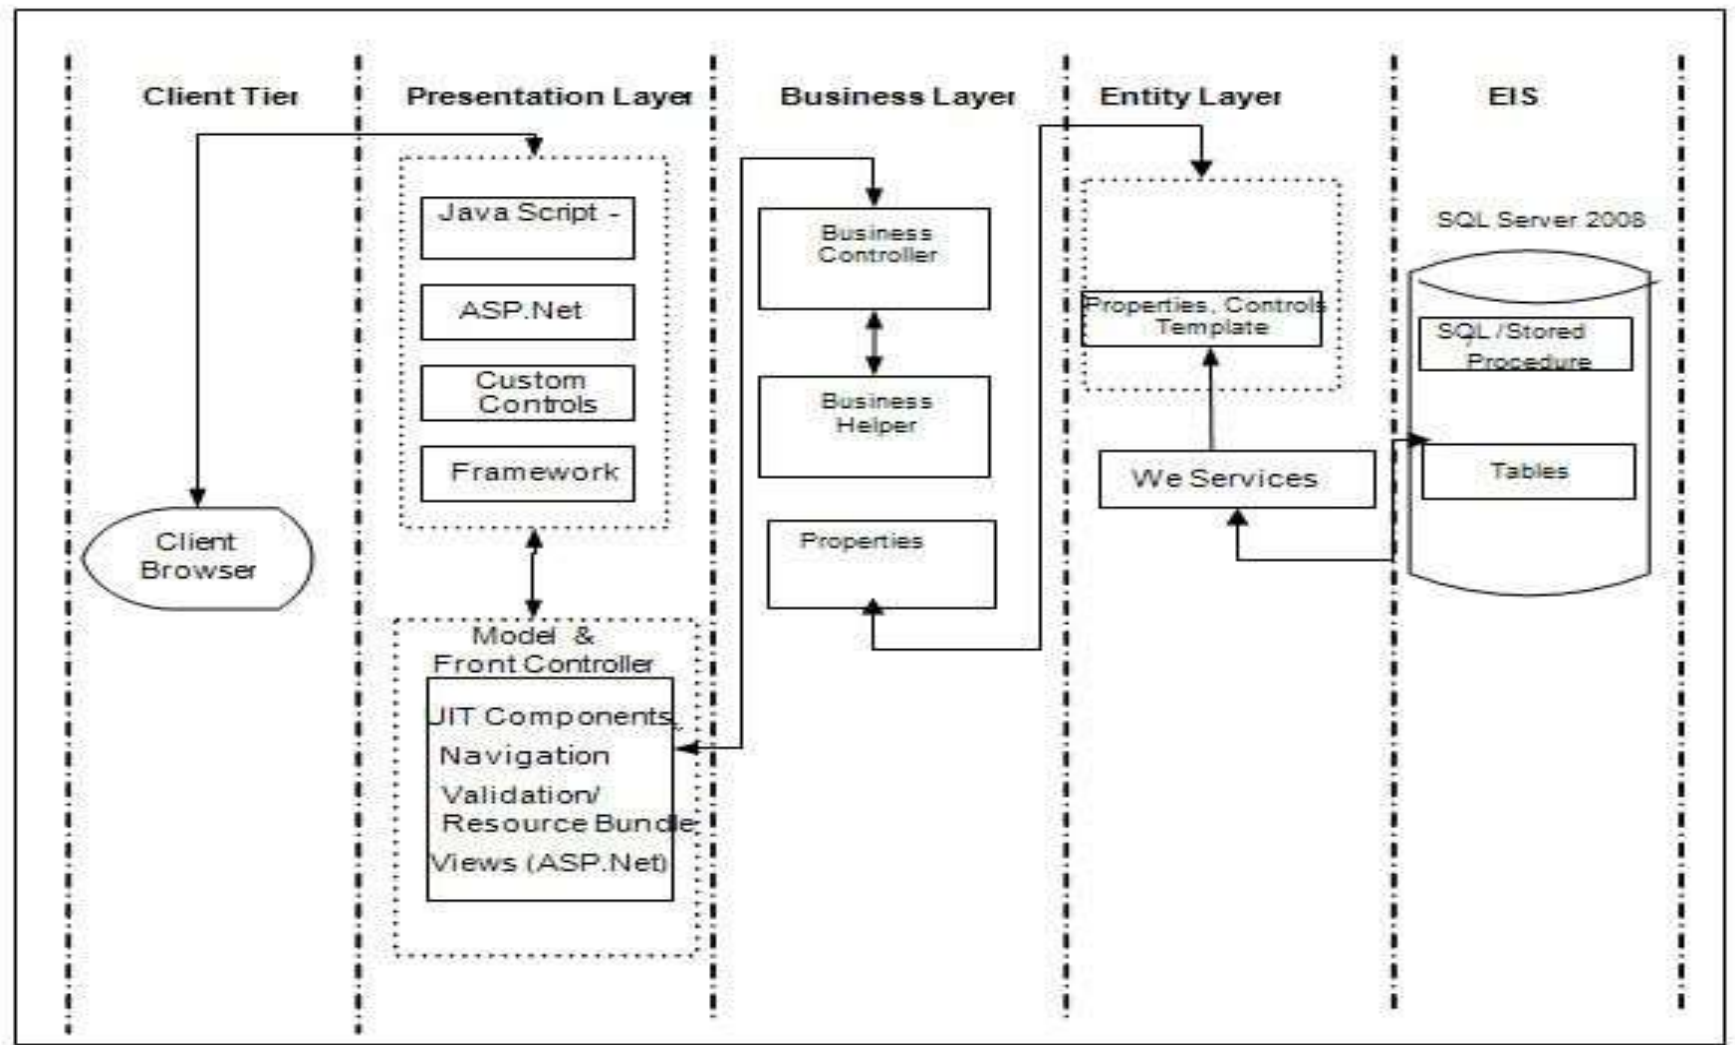 Client Tier
Presentation Layer
Business Layer
Entity Layer
EIS
Client
Browser
Java Script -
ASP.Net
Custom
Controls
Framework
Model &
Front Controller
UIT Components,
Navigation
Validation/
Resource Bundle
Views (ASP.Net)
Business
Controller
Business
Helper
Properties
Properties, Controls
Template
We Services
SQL Server 2008
SQL /Stored
Procedure
Tables